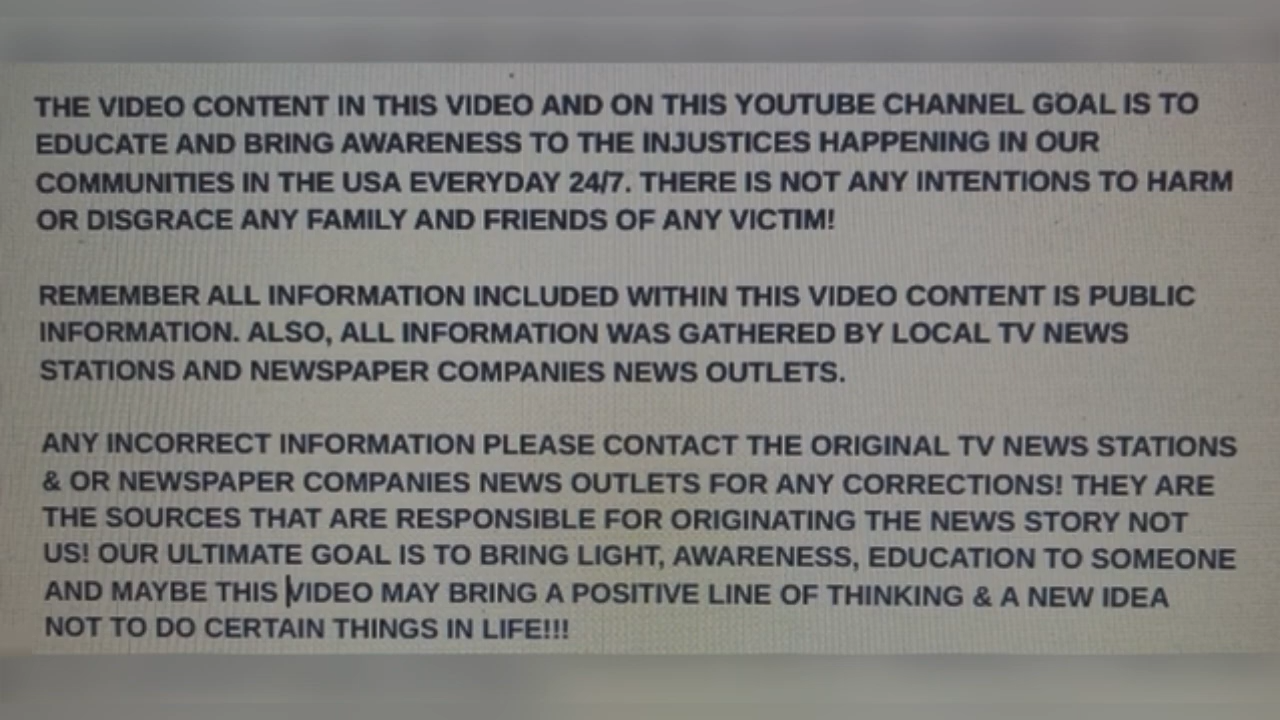 THE VIDEO CONTENT IN THIS VIDEO AND ON THIS YOUTUBE CHANNEL GOAL IS TO
EDUCATE AND BRING AWARENESS TO THE INJUSTICES HAPPENING IN OUR
COMMUNITIES IN THE USA EVERYDAY 24/7. THERE IS NOT ANY INTENTIONS TO HARM
OR DISGRACE ANY FAMILY AND FRIENDS OF ANY VICTIM!
REMEMBER ALL INFORMATION INCLUDED WITHIN THIS VIDEO CONTENT IS PUBLIC
INFORMATION. ALSO, ALL INFORMATION WAS GATHERED BY LOCAL TV NEWS
STATIONS AND NEWSPAPER COMPANIES NEWS OUTLETS.
ANY INCORRECT INFORMATION PLEASE CONTACT THE ORIGINAL TV NEWS STATIONS
& OR NEWSPAPER COMPANIES NEWS OUTLETS FOR ANY CORRECTIONS! THEY ARE
THE SOURCES THAT ARE RESPONSIBLE FOR ORIGINATING THE NEWS STORY NOT
US! OUR ULTIMATE GOAL IS TO BRING LIGHT, AWARENESS, EDUCATION TO SOMEONE
AND MAYBE THIS VIDEO MAY BRING A POSITIVE LINE OF THINKING & A NEW IDEA
NOT TO DO CERTAIN THINGS IN LIFE!!!